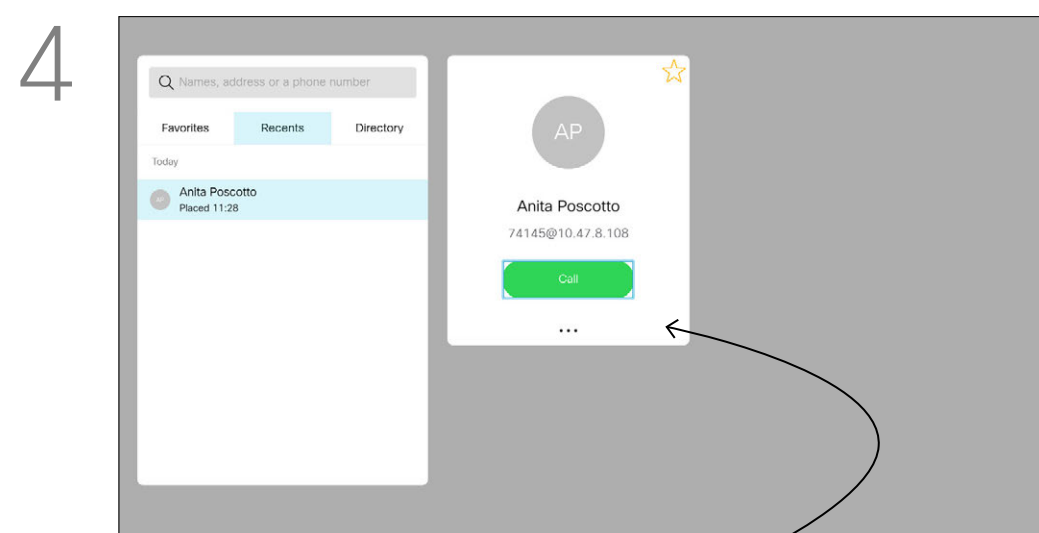 4
Names, address or a phone number
Favorites Recents Directory
Today
Anita Poscotto
Placed 11:28
AP
Anita Poscotto
74145@10.47.8.108
Call
...